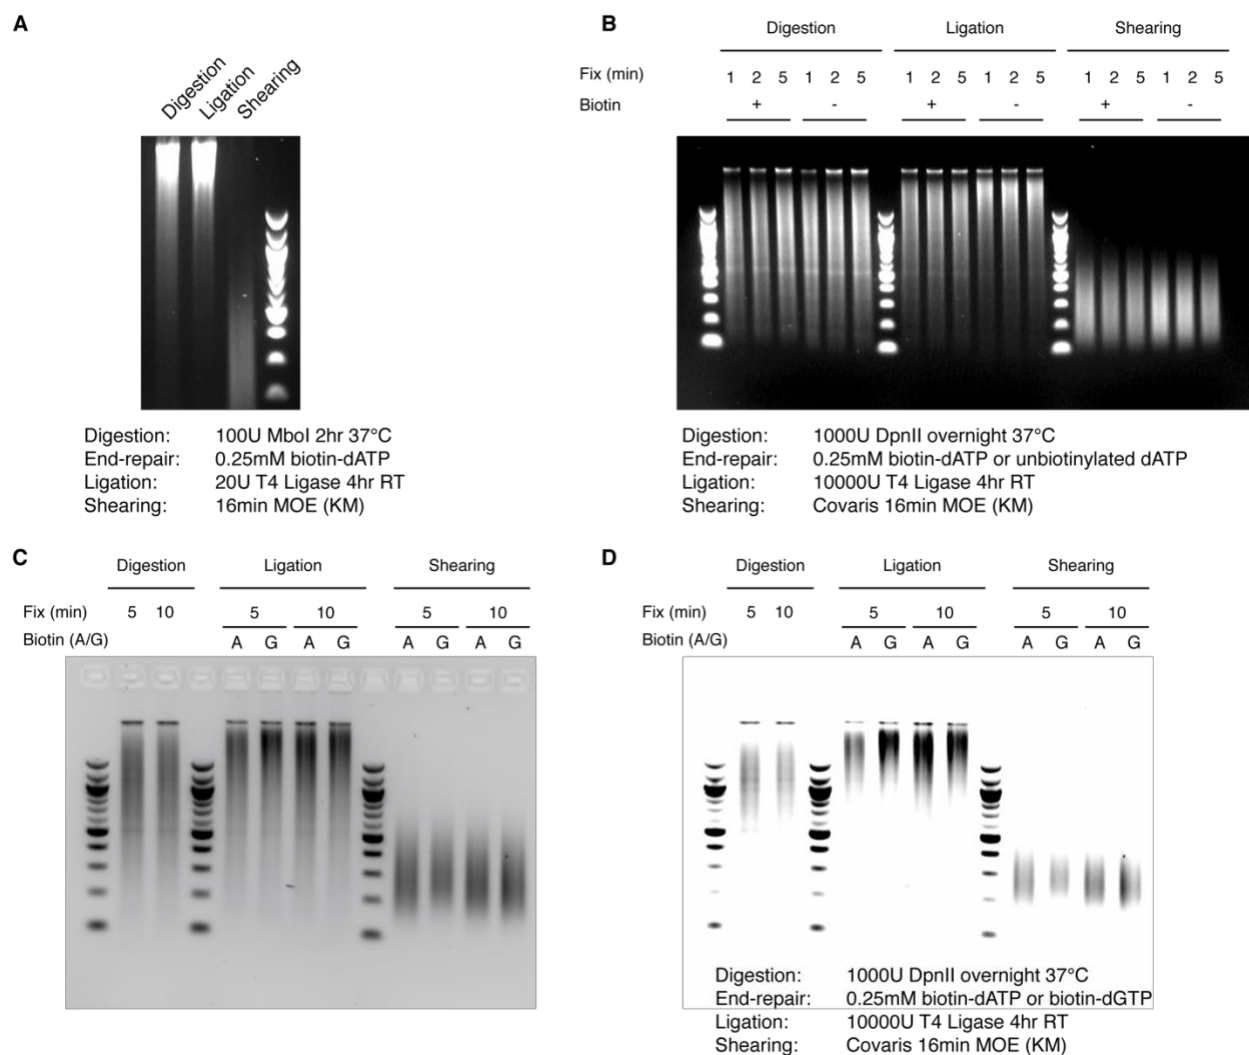 A
Digestion
Ligation
Shearing
Digestion: 100U MboI 2hr 37°C
End-repair: 0.25mM biotin-dATP
Ligation: 20U T4 Ligase 4hr RT
Shearing: 16min MOE (KM)
B
Digestion Ligation Shearing
Fix (min) 1 2 5 1 2 5 1 2 5 1 2 5 1 2 5 1 2 5
Biotin + - + - + -
Digestion: 1000U DpnII overnight 37°C
End-repair: 0.25mM biotin-dATP or unbiotinylated dATP
Ligation: 10000U T4 Ligase 4hr RT
Shearing: Covaris 16min MOE (KM)
C
Digestion Ligation Shearing
Fix (min) 5 10 5 10 5 10
Biotin (A/G) A G A G A G A G
D
Digestion Ligation Shearing
Fix (min) 5 10 5 10 5 10
Biotin (A/G) A G A G A G A G
Digestion: 1000U DpnII overnight 37°C
End-repair: 0.25mM biotin-dATP or biotin-dGTP
Ligation: 10000U T4 Ligase 4hr RT
Shearing: Covaris 16min MOE (KM)